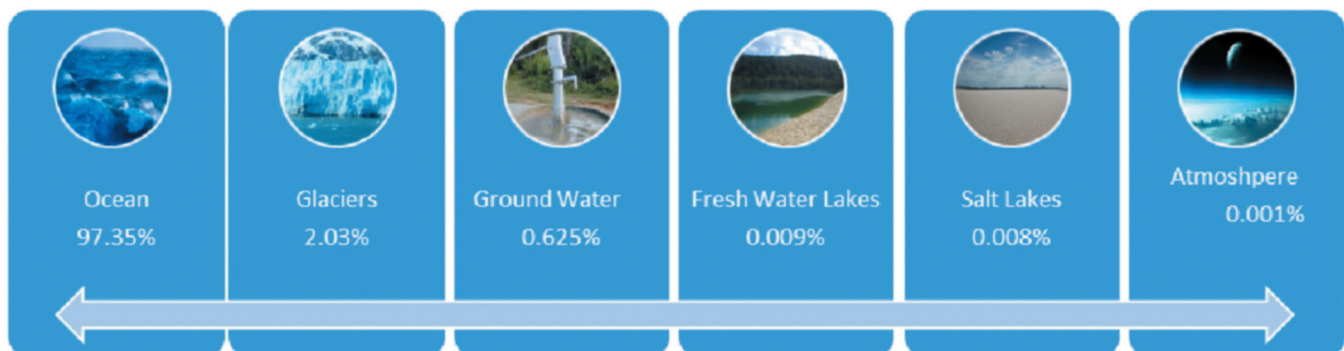 Ocean
97.35%
Glaciers
2.03%
Ground Water
0.625%
Fresh Water Lakes
0.009%
Salt Lakes
0.008%
Atmoshpere
0.001%